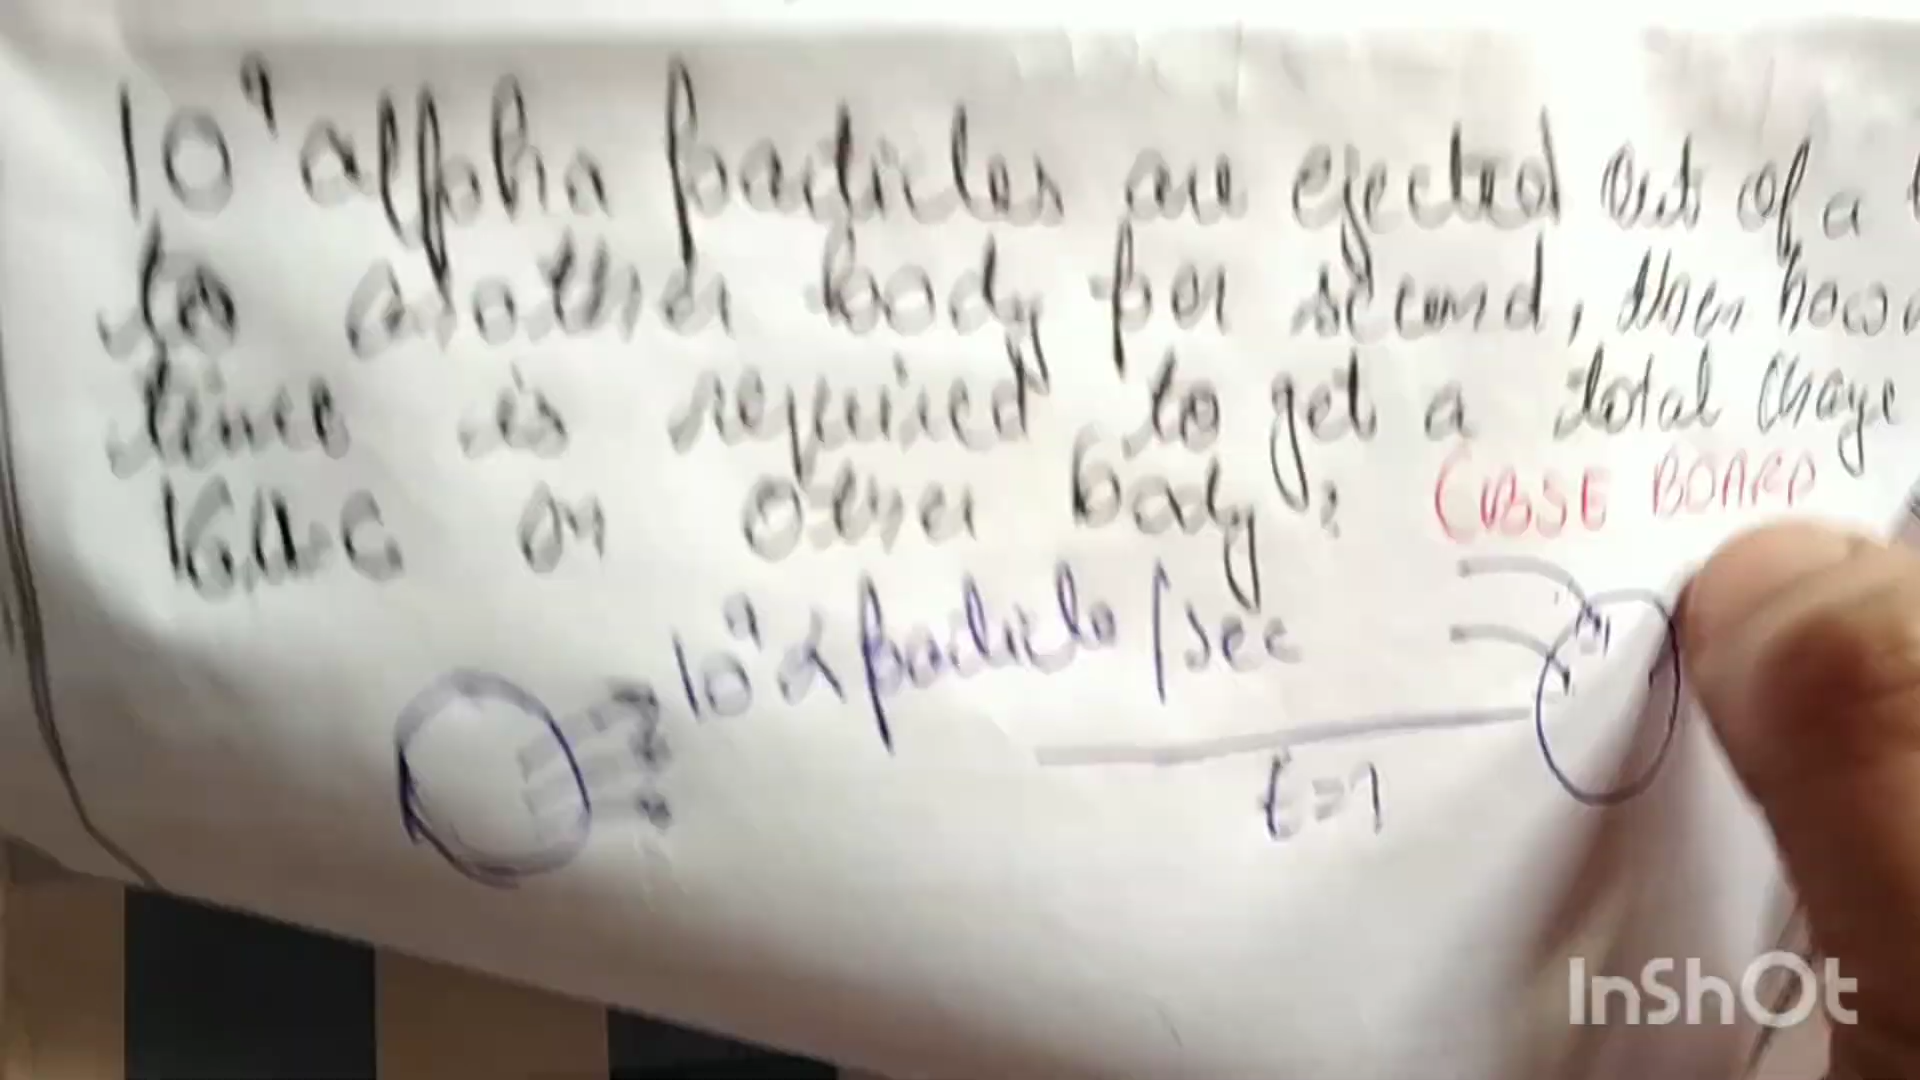 10⁹ alpha particles are ejected out of a
to another body per second, then how
time is required to get a total charge
on other body?
CBSE BOARD
10⁹ α particle / sec
t = ?
InShOt